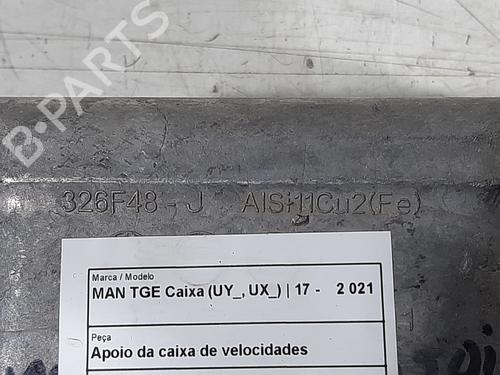 B-PARTS
326F48-J AlSi11Cu2(Fe)
Marca / Modelo
MAN TGE Caixa (UY_, UX_) | 17 - 2 021
Peça
Apoio da caixa de velocidades